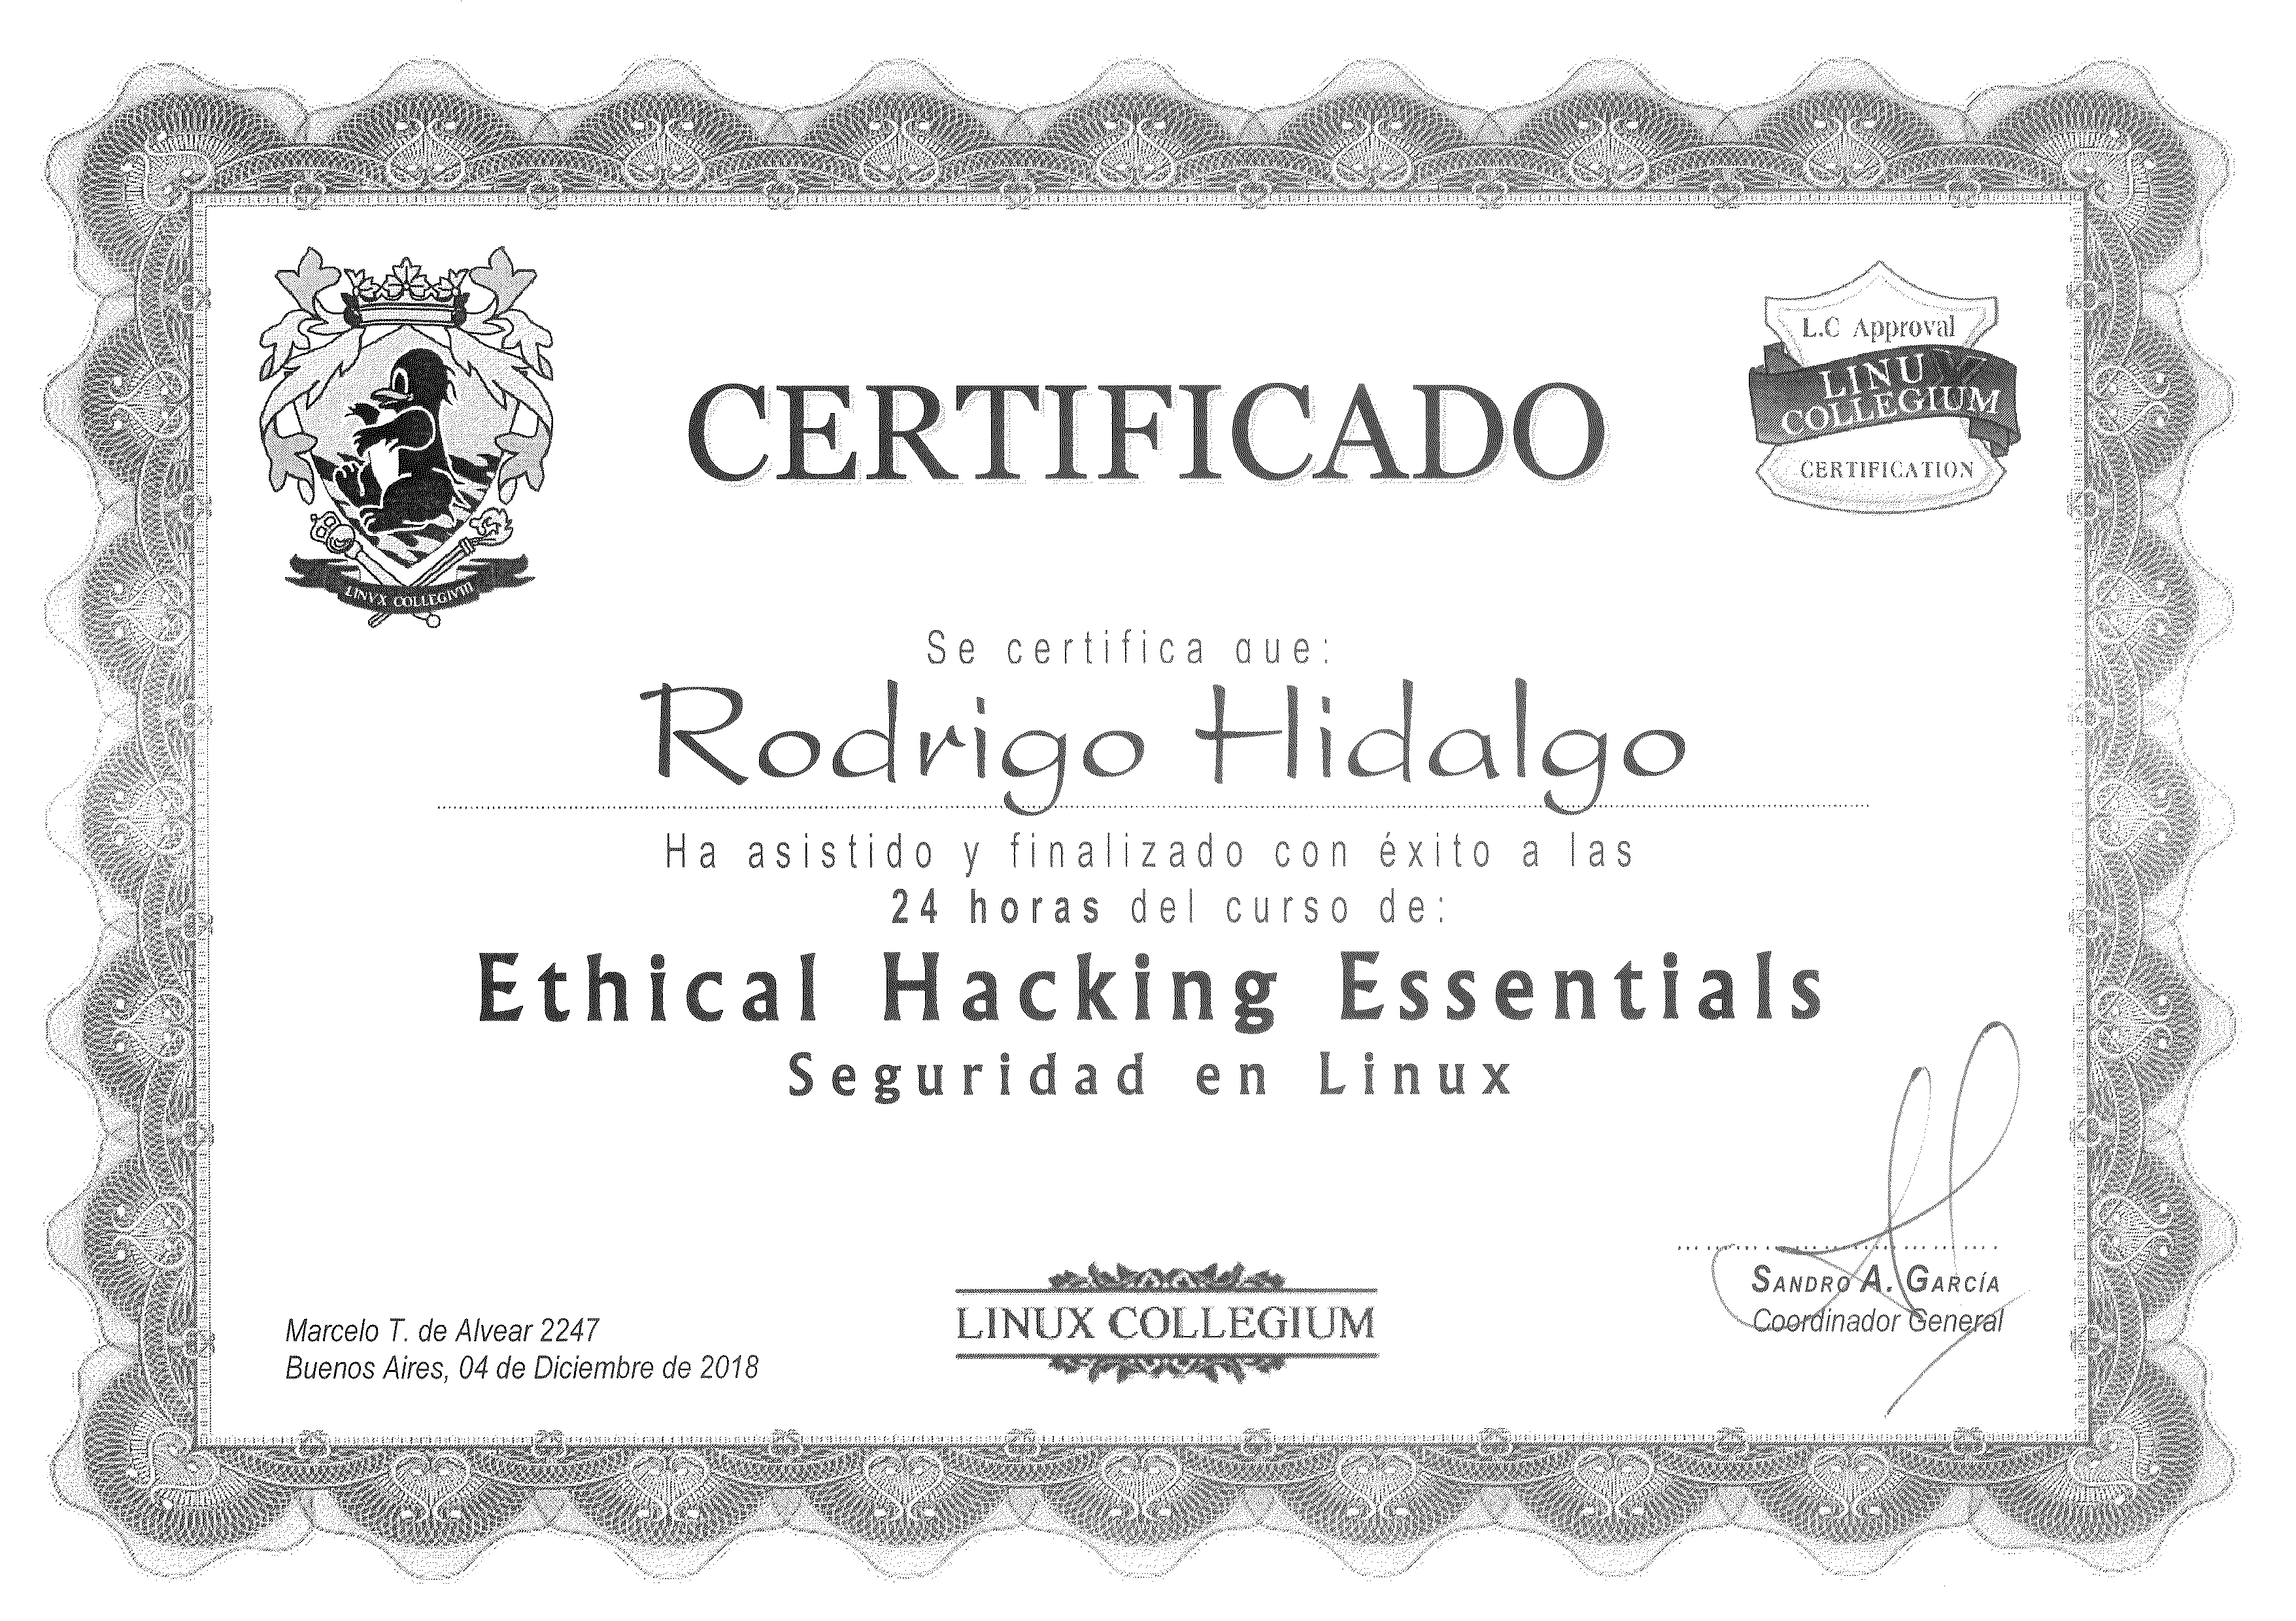 CERTIFICADO
L.C Approval
LINUX
COLLEGIUM
CERTIFICATION
LINVX COLLEGIVM
Se certifica que:
Rodrigo Hidalgo
Ha asistido y finalizado con éxito a las
24 horas del curso de:
Ethical Hacking Essentials
Seguridad en Linux
SANDRO A. GARCÍA
Coordinador General
LINUX COLLEGIUM
Marcelo T. de Alvear 2247
Buenos Aires, 04 de Diciembre de 2018